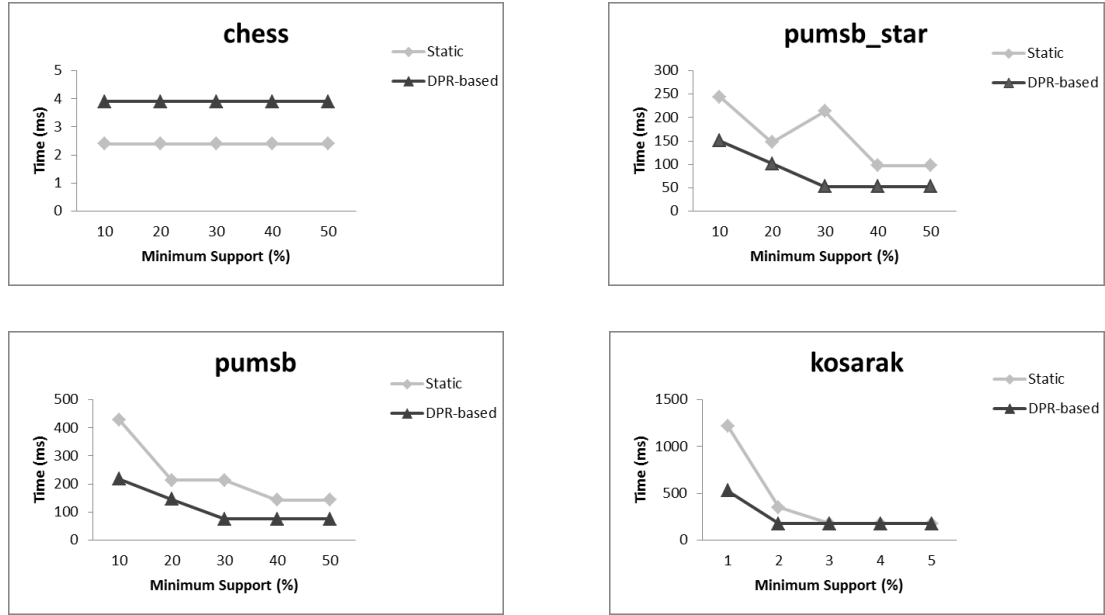 chess
Static
DPR-based
5
4
3
2
1
0
Time (ms)
10 20 30 40 50
Minimum Support (%)
pumsb_star
Static
DPR-based
300
250
200
150
100
50
0
Time (ms)
10 20 30 40 50
Minimum Support (%)
pumsb
Static
DPR-based
500
400
300
200
100
0
Time (ms)
10 20 30 40 50
Minimum Support (%)
kosarak
Static
DPR-based
1500
1000
500
0
Time (ms)
1 2 3 4 5
Minimum Support (%)